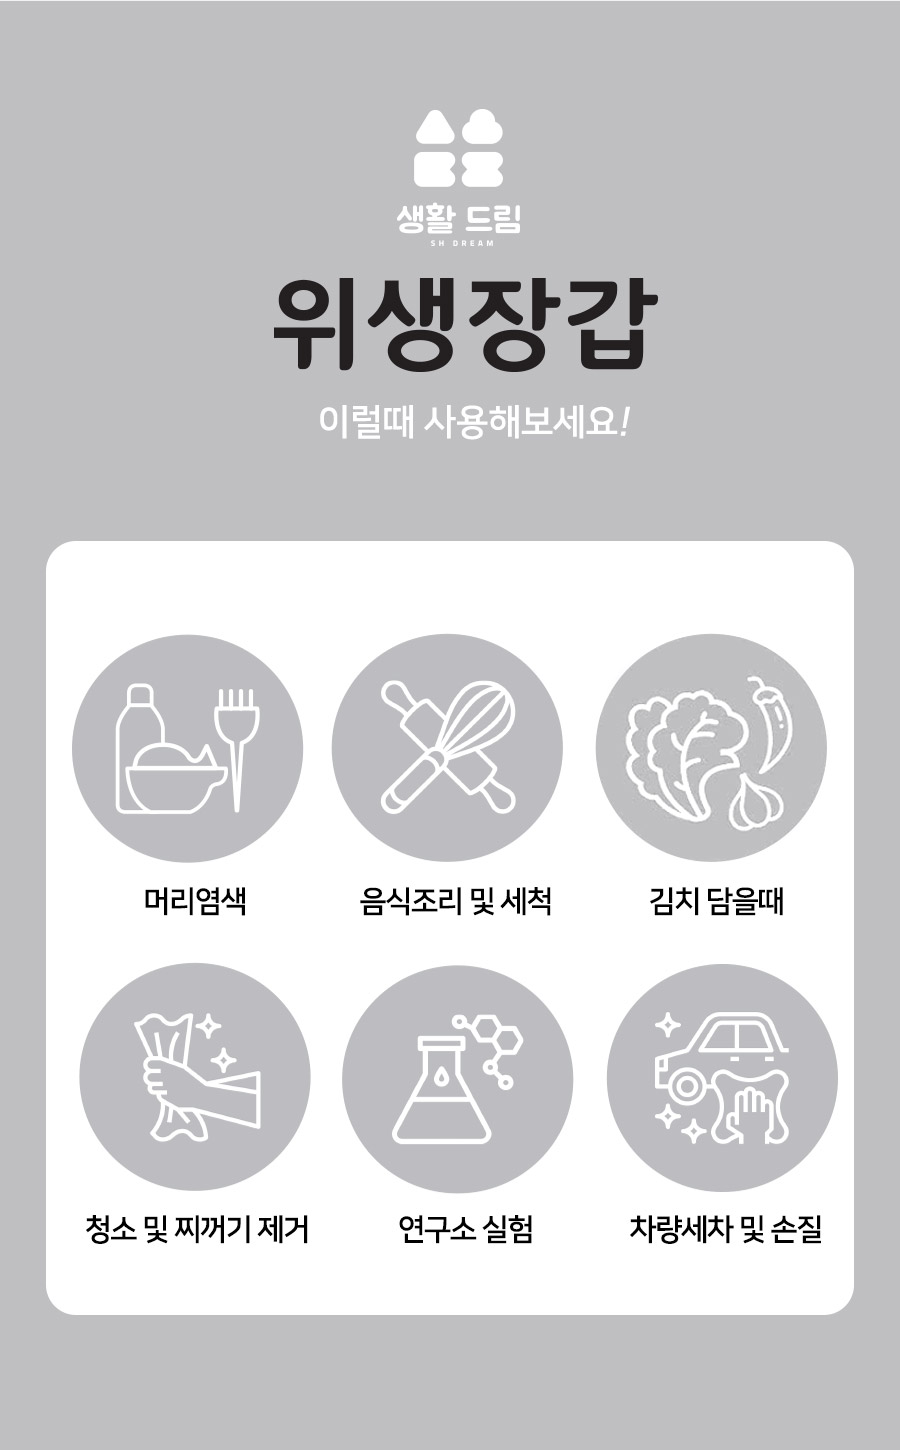 생활 드림
SH DREAM
위생장갑
이럴때 사용해보세요!
머리염색
음식조리 및 세척
김치 담을때
청소 및 찌꺼기 제거
연구소 실험
차량세차 및 손질